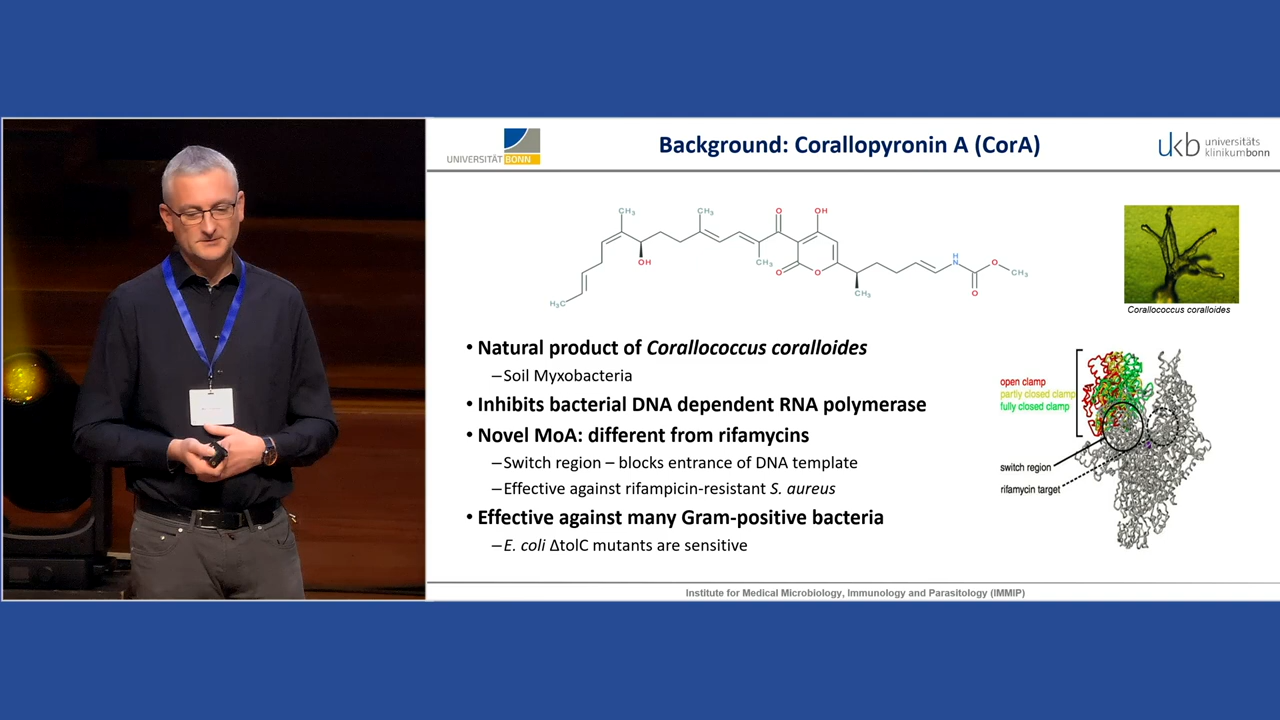 UNIVERSITÄT BONN
Background: Corallopyronin A (CorA)
ukb universitäts
klinikumbonn
CH₃
CH₃
O
OH
OH
CH₃
O
O
H
N
O
CH₃
H₃C
CH₃
O
Corallococcus coralloides
• Natural product of Corallococcus coralloides
–Soil Myxobacteria
• Inhibits bacterial DNA dependent RNA polymerase
• Novel MoA: different from rifamycins
–Switch region – blocks entrance of DNA template
–Effective against rifampicin-resistant S. aureus
• Effective against many Gram-positive bacteria
–E. coli ΔtolC mutants are sensitive
open clamp
partly closed clamp
fully closed clamp
switch region
rifamycin target
Institute for Medical Microbiology, Immunology and Parasitology (IMMIP)